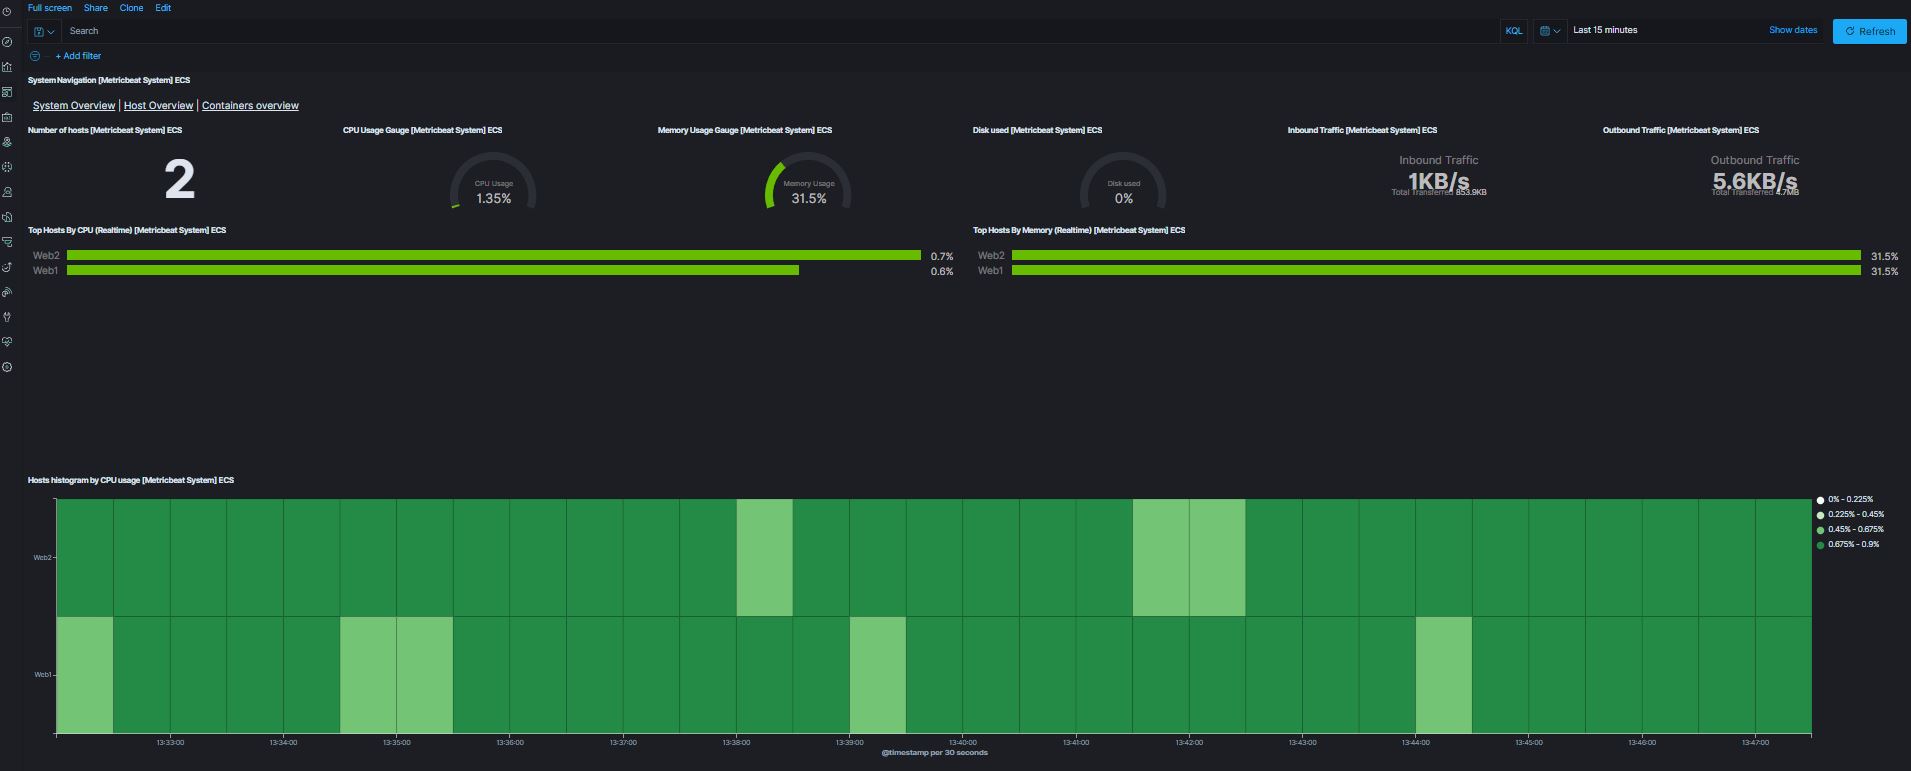 Full screen Share Clone Edit
Search KQL Last 15 minutes Show dates Refresh
+ Add filter
System Navigation [Metricbeat System] ECS
System Overview | Host Overview | Containers overview
Number of hosts [Metricbeat System] ECS
2
CPU Usage Gauge [Metricbeat System] ECS
CPU Usage
1.35%
Memory Usage Gauge [Metricbeat System] ECS
Memory Usage
31.5%
Disk used [Metricbeat System] ECS
Disk used
0%
Inbound Traffic [Metricbeat System] ECS
Inbound Traffic
1KB/s
Total Transferred 853.9KB
Outbound Traffic [Metricbeat System] ECS
Outbound Traffic
5.6KB/s
Total Transferred 4.7MB
Top Hosts By CPU (Realtime) [Metricbeat System] ECS
Web2 0.7%
Web1 0.6%
Top Hosts By Memory (Realtime) [Metricbeat System] ECS
Web2 31.5%
Web1 31.5%
Hosts histogram by CPU usage [Metricbeat System] ECS
0% - 0.225%
0.225% - 0.45%
0.45% - 0.675%
0.675% - 0.9%
Web2
Web1
13:33:00 13:34:00 13:35:00 13:36:00 13:37:00 13:38:00 13:39:00 13:40:00 13:41:00 13:42:00 13:43:00 13:44:00 13:45:00 13:46:00 13:47:00
@timestamp per 30 seconds